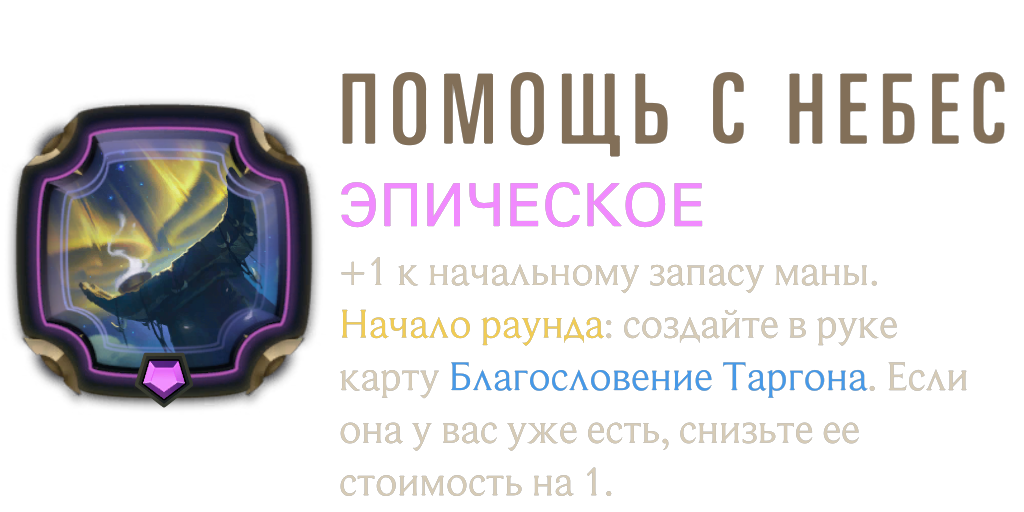 ПОМОЩЬ С НЕБЕС
ЭПИЧЕСКОЕ
+1 к начальному запасу маны.
Начало раунда: создайте в руке
карту Благословение Таргона. Если
она у вас уже есть, снизьте ее
стоимость на 1.